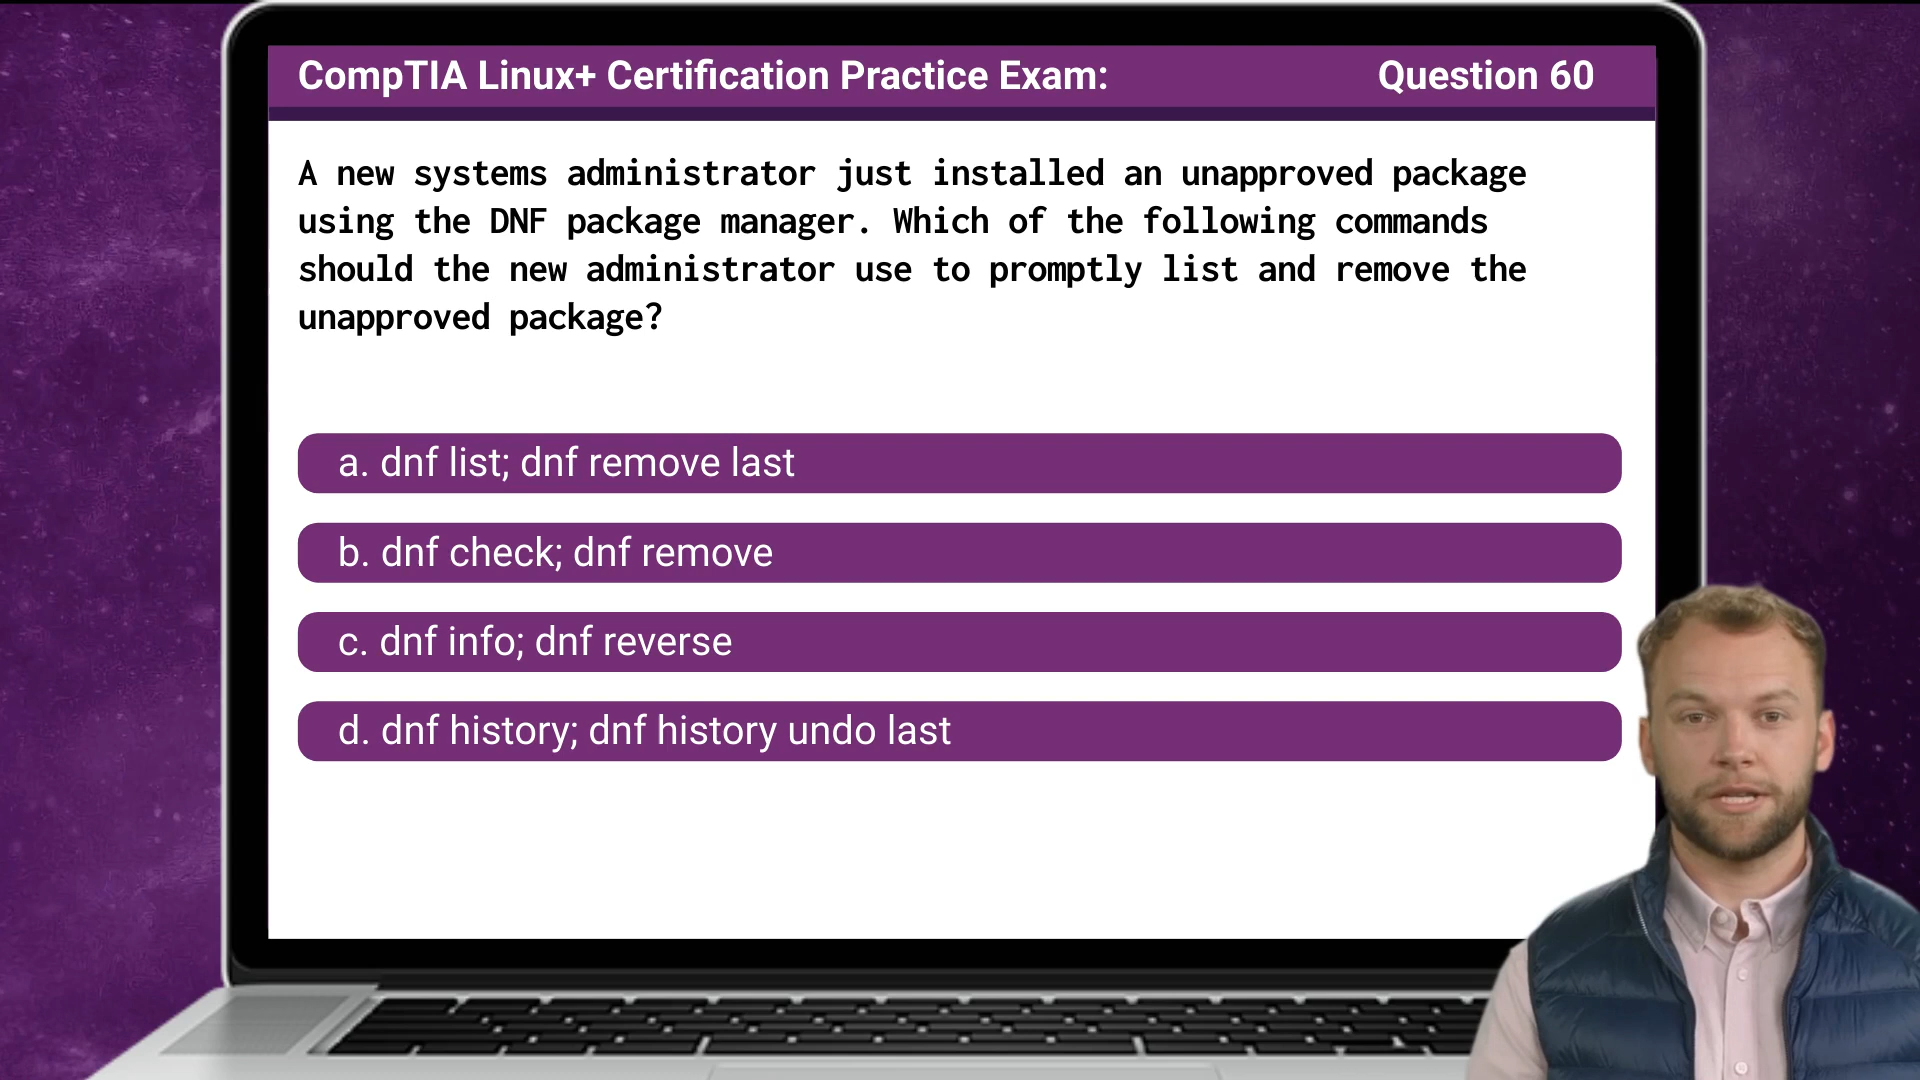 CompTIA Linux+ Certification Practice Exam:
Question 60
A new systems administrator just installed an unapproved package
using the DNF package manager. Which of the following commands
should the new administrator use to promptly list and remove the
unapproved package?
a. dnf list; dnf remove last
b. dnf check; dnf remove
c. dnf info; dnf reverse
d. dnf history; dnf history undo last